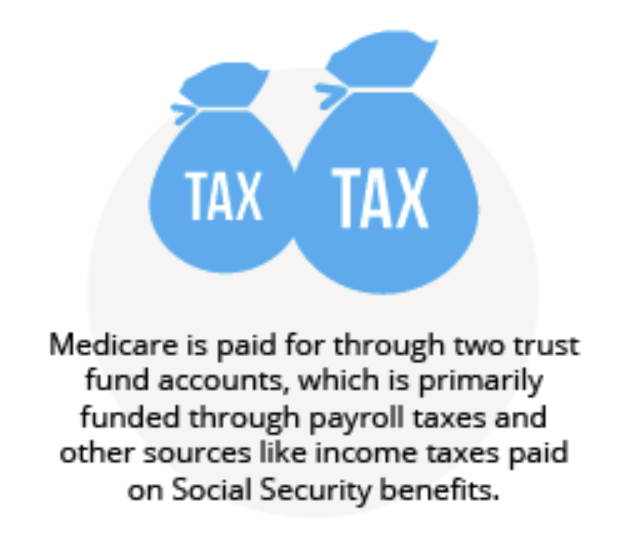 TAX
TAX
Medicare is paid for through two trust
fund accounts, which is primarily
funded through payroll taxes and
other sources like income taxes paid
on Social Security benefits.